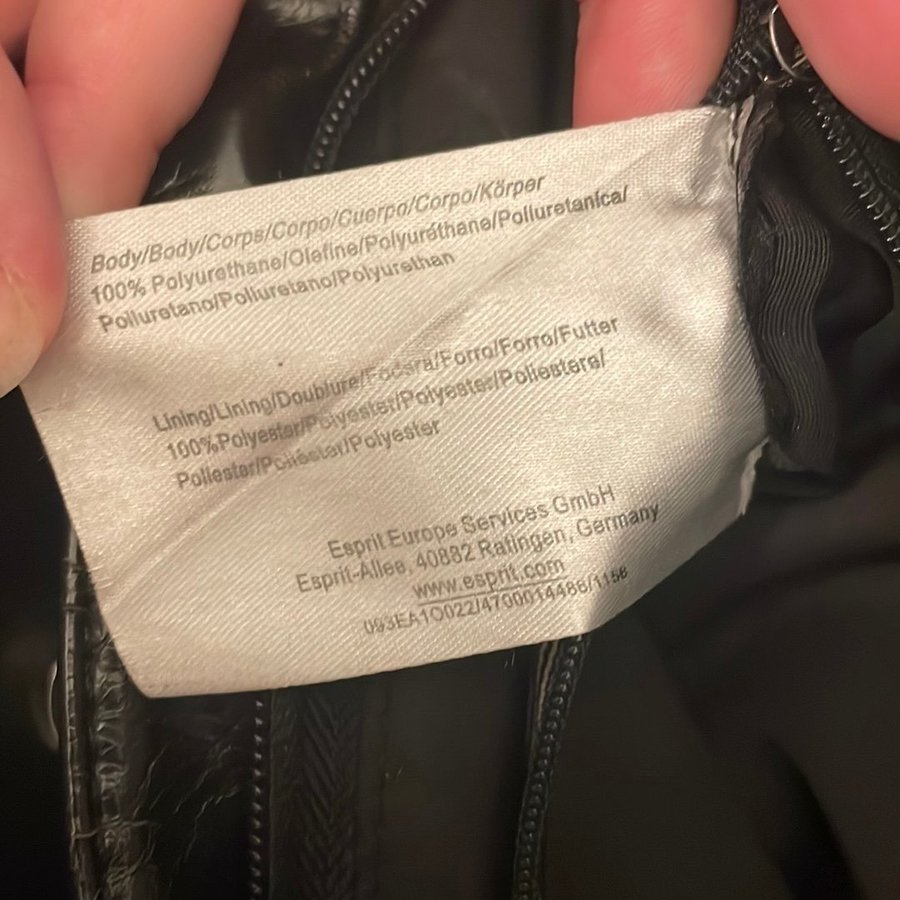 Body/Body/Corps/Corpo/Cuerpo/Corpo/Körper
100% Polyurethane/Olefine/Polyuréthane/Poliuretanica/
Poliuretano/Poliuretano/Polyurethan
Lining/Lining/Doublure/Fodera/Forro/Forro/Futter
100%Polyester/Polyester/Polyester/Poliestere/
Poliester/Poliéster/Polyester
Esprit Europe Services GmbH
Esprit-Allee, 40882 Ratingen, Germany
www.esprit.com
093EA1O022/4700014486/1156